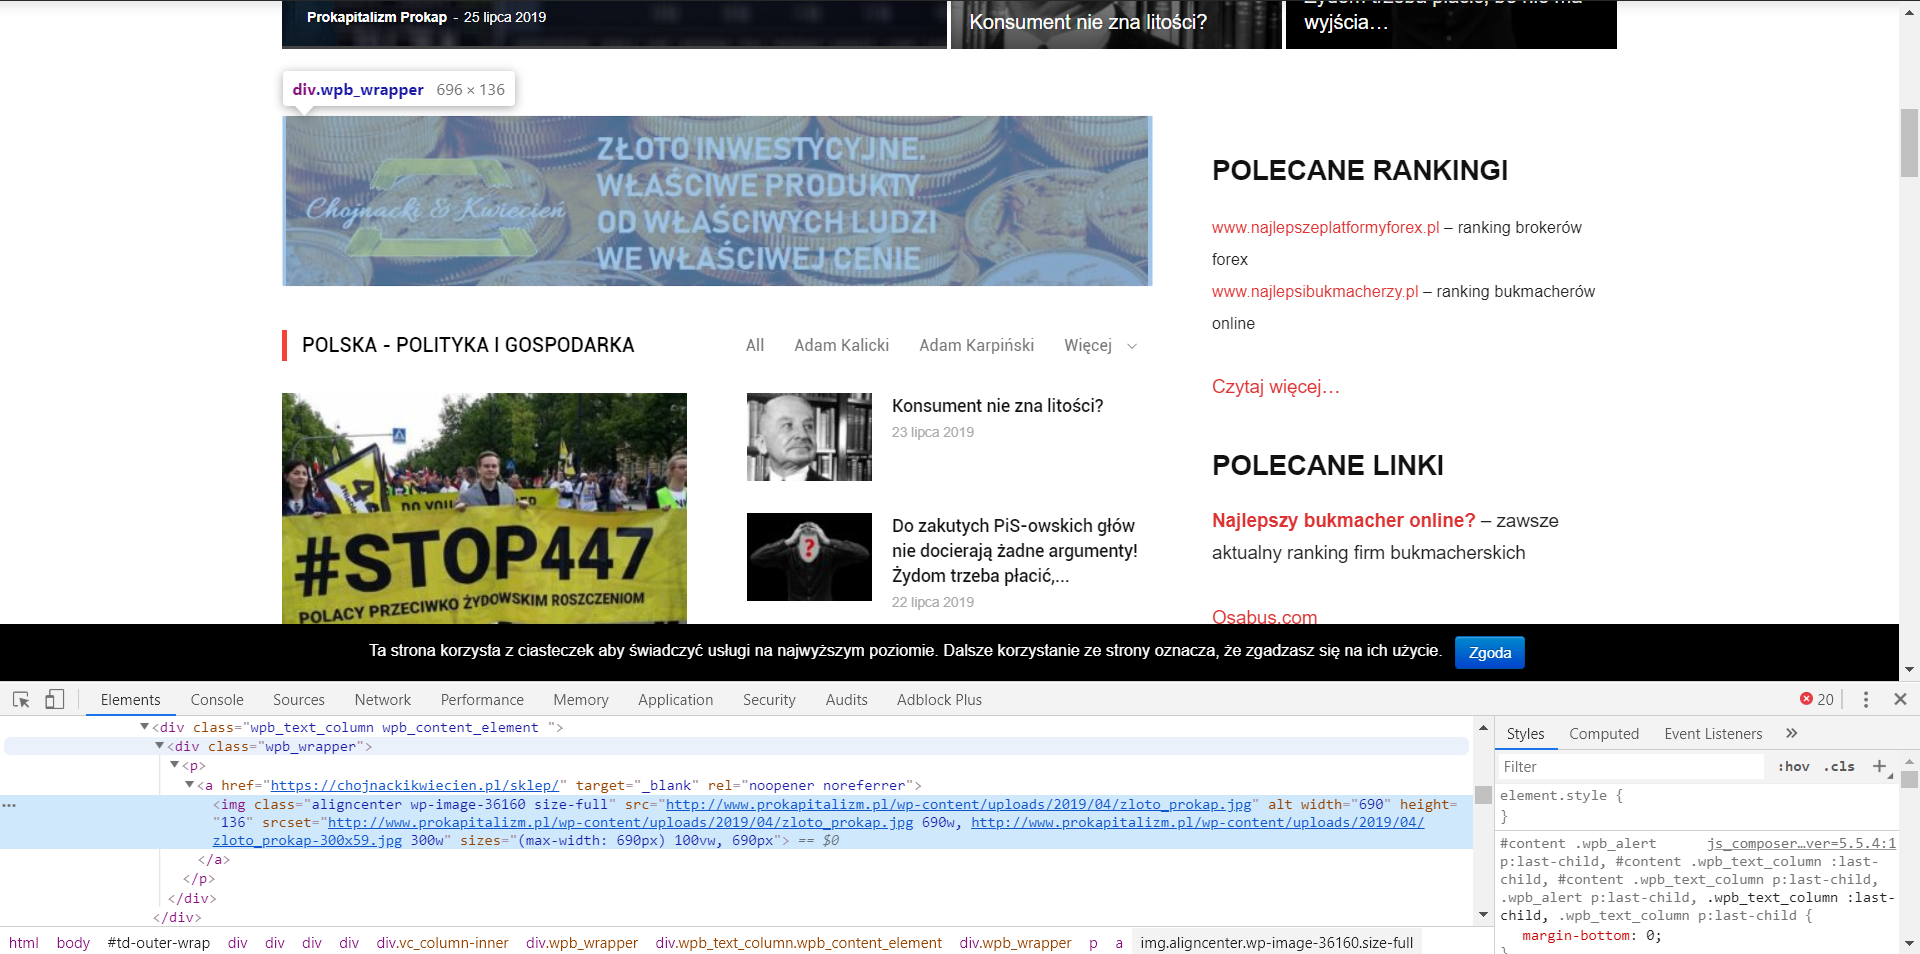 Prokapitalizm Prokap - 25 lipca 2019
Konsument nie zna litości?
wyjścia…
div.wpb_wrapper 696 × 136
Chojnacki & Kwiecień
ZŁOTO INWESTYCYJNE.
WŁAŚCIWE PRODUKTY
OD WŁAŚCIWYCH LUDZI
WE WŁAŚCIWEJ CENIE
POLSKA - POLITYKA I GOSPODARKA
All Adam Kalicki Adam Karpiński Więcej
#STOP447
POLACY PRZECIWKO ŻYDOWSKIM ROSZCZENIOM
Konsument nie zna litości?
23 lipca 2019
?
Do zakutych PiS-owskich głów
nie docierają żadne argumenty!
Żydom trzeba płacić,...
22 lipca 2019
POLECANE RANKINGI
www.najlepszeplatformyforex.pl – ranking brokerów
forex
www.najlepsibukmacherzy.pl – ranking bukmacherów
online
Czytaj więcej…
POLECANE LINKI
Najlepszy bukmacher online? – zawsze
aktualny ranking firm bukmacherskich
Osabus.com
Ta strona korzysta z ciasteczek aby świadczyć usługi na najwyższym poziomie. Dalsze korzystanie ze strony oznacza, że zgadzasz się na ich użycie. Zgoda
Elements Console Sources Network Performance Memory Application Security Audits Adblock Plus 20
<div class="wpb_text_column wpb_content_element ">
<div class="wpb_wrapper">
<p>
<a href="https://chojnackikwiecien.pl/sklep/" target="_blank" rel="noopener noreferrer">
<img class="aligncenter wp-image-36160 size-full" src="http://www.prokapitalizm.pl/wp-content/uploads/2019/04/zloto_prokap.jpg" alt width="690" height=
"136" srcset="http://www.prokapitalizm.pl/wp-content/uploads/2019/04/zloto_prokap.jpg 690w, http://www.prokapitalizm.pl/wp-content/uploads/2019/04/
zloto_prokap-300x59.jpg 300w" sizes="(max-width: 690px) 100vw, 690px"> == $0
</a>
</p>
</div>
</div>
html body #td-outer-wrap div div div div div.vc_column-inner div.wpb_wrapper div.wpb_text_column.wpb_content_element div.wpb_wrapper p a img.aligncenter.wp-image-36160.size-full
Styles Computed Event Listeners »
Filter :hov .cls +
element.style {
}
#content .wpb_alert js_composer…ver=5.5.4:1
p:last-child, #content .wpb_text_column :last-
child, #content .wpb_text_column p:last-child,
.wpb_alert p:last-child, .wpb_text_column :last-
child, .wpb_text_column p:last-child {
margin-bottom: 0;